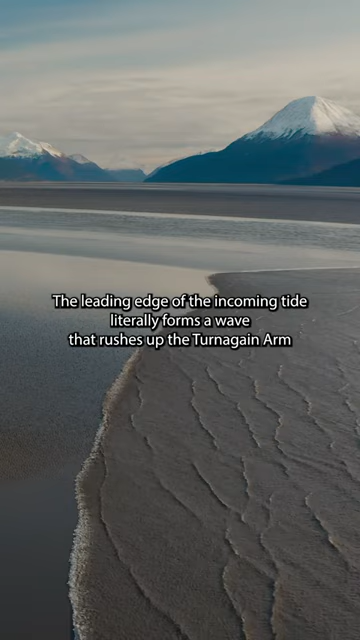 The leading edge of the incoming tide
literally forms a wave
that rushes up the Turnagain Arm